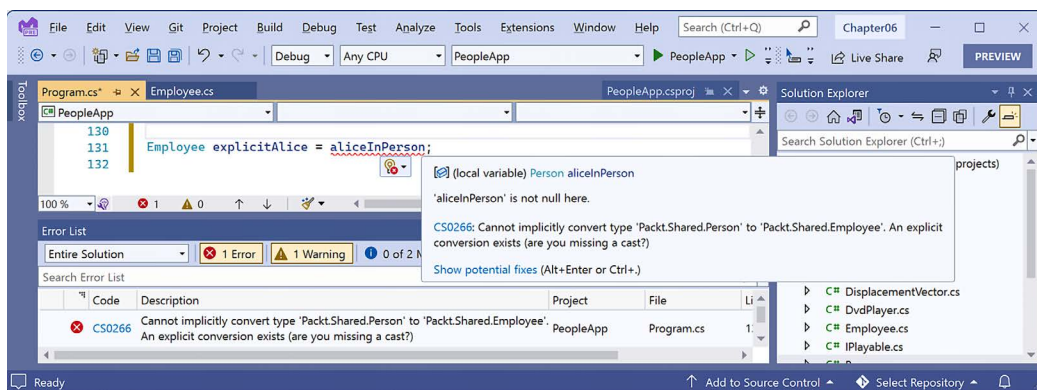 File Edit View Git Project Build Debug Test Analyze Tools Extensions Window Help Search (Ctrl+Q) Chapter06
Debug Any CPU PeopleApp PeopleApp Live Share PREVIEW
Toolbox
Program.cs* Employee.cs PeopleApp.csproj
PeopleApp
130
131 Employee explicitAlice = aliceInPerson;
132
(local variable) Person aliceInPerson
'aliceInPerson' is not null here.
CS0266: Cannot implicitly convert type 'Packt.Shared.Person' to 'Packt.Shared.Employee'. An explicit
conversion exists (are you missing a cast?)
Show potential fixes (Alt+Enter or Ctrl+.)
100 % 1 0
Error List
Entire Solution 1 Error 1 Warning 0 of 2
Search Error List
Code Description Project File
CS0266 Cannot implicitly convert type 'Packt.Shared.Person' to 'Packt.Shared.Employee'. PeopleApp Program.cs
An explicit conversion exists (are you missing a cast?)
Solution Explorer
Search Solution Explorer (Ctrl+;)
projects)
C# DisplacementVector.cs
C# DvdPlayer.cs
C# Employee.cs
C# IPlayable.cs
Ready Add to Source Control Select Repository